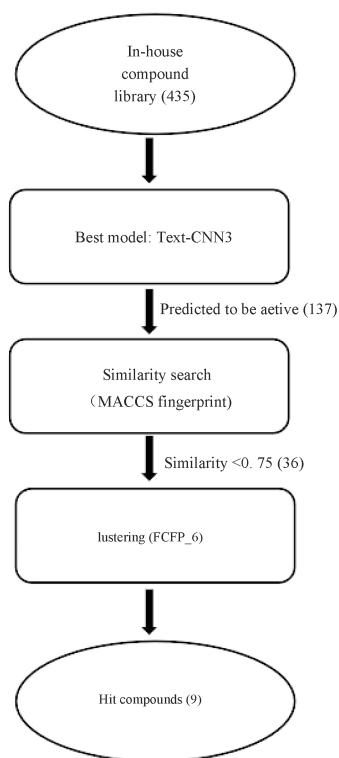 In-house
compound
library (435)
Best model: Text-CNN3
Predicted to be aetive (137)
Similarity search
（MACCS fingerprint)
Similarity <0. 75 (36)
lustering (FCFP_6)
Hit compounds (9)